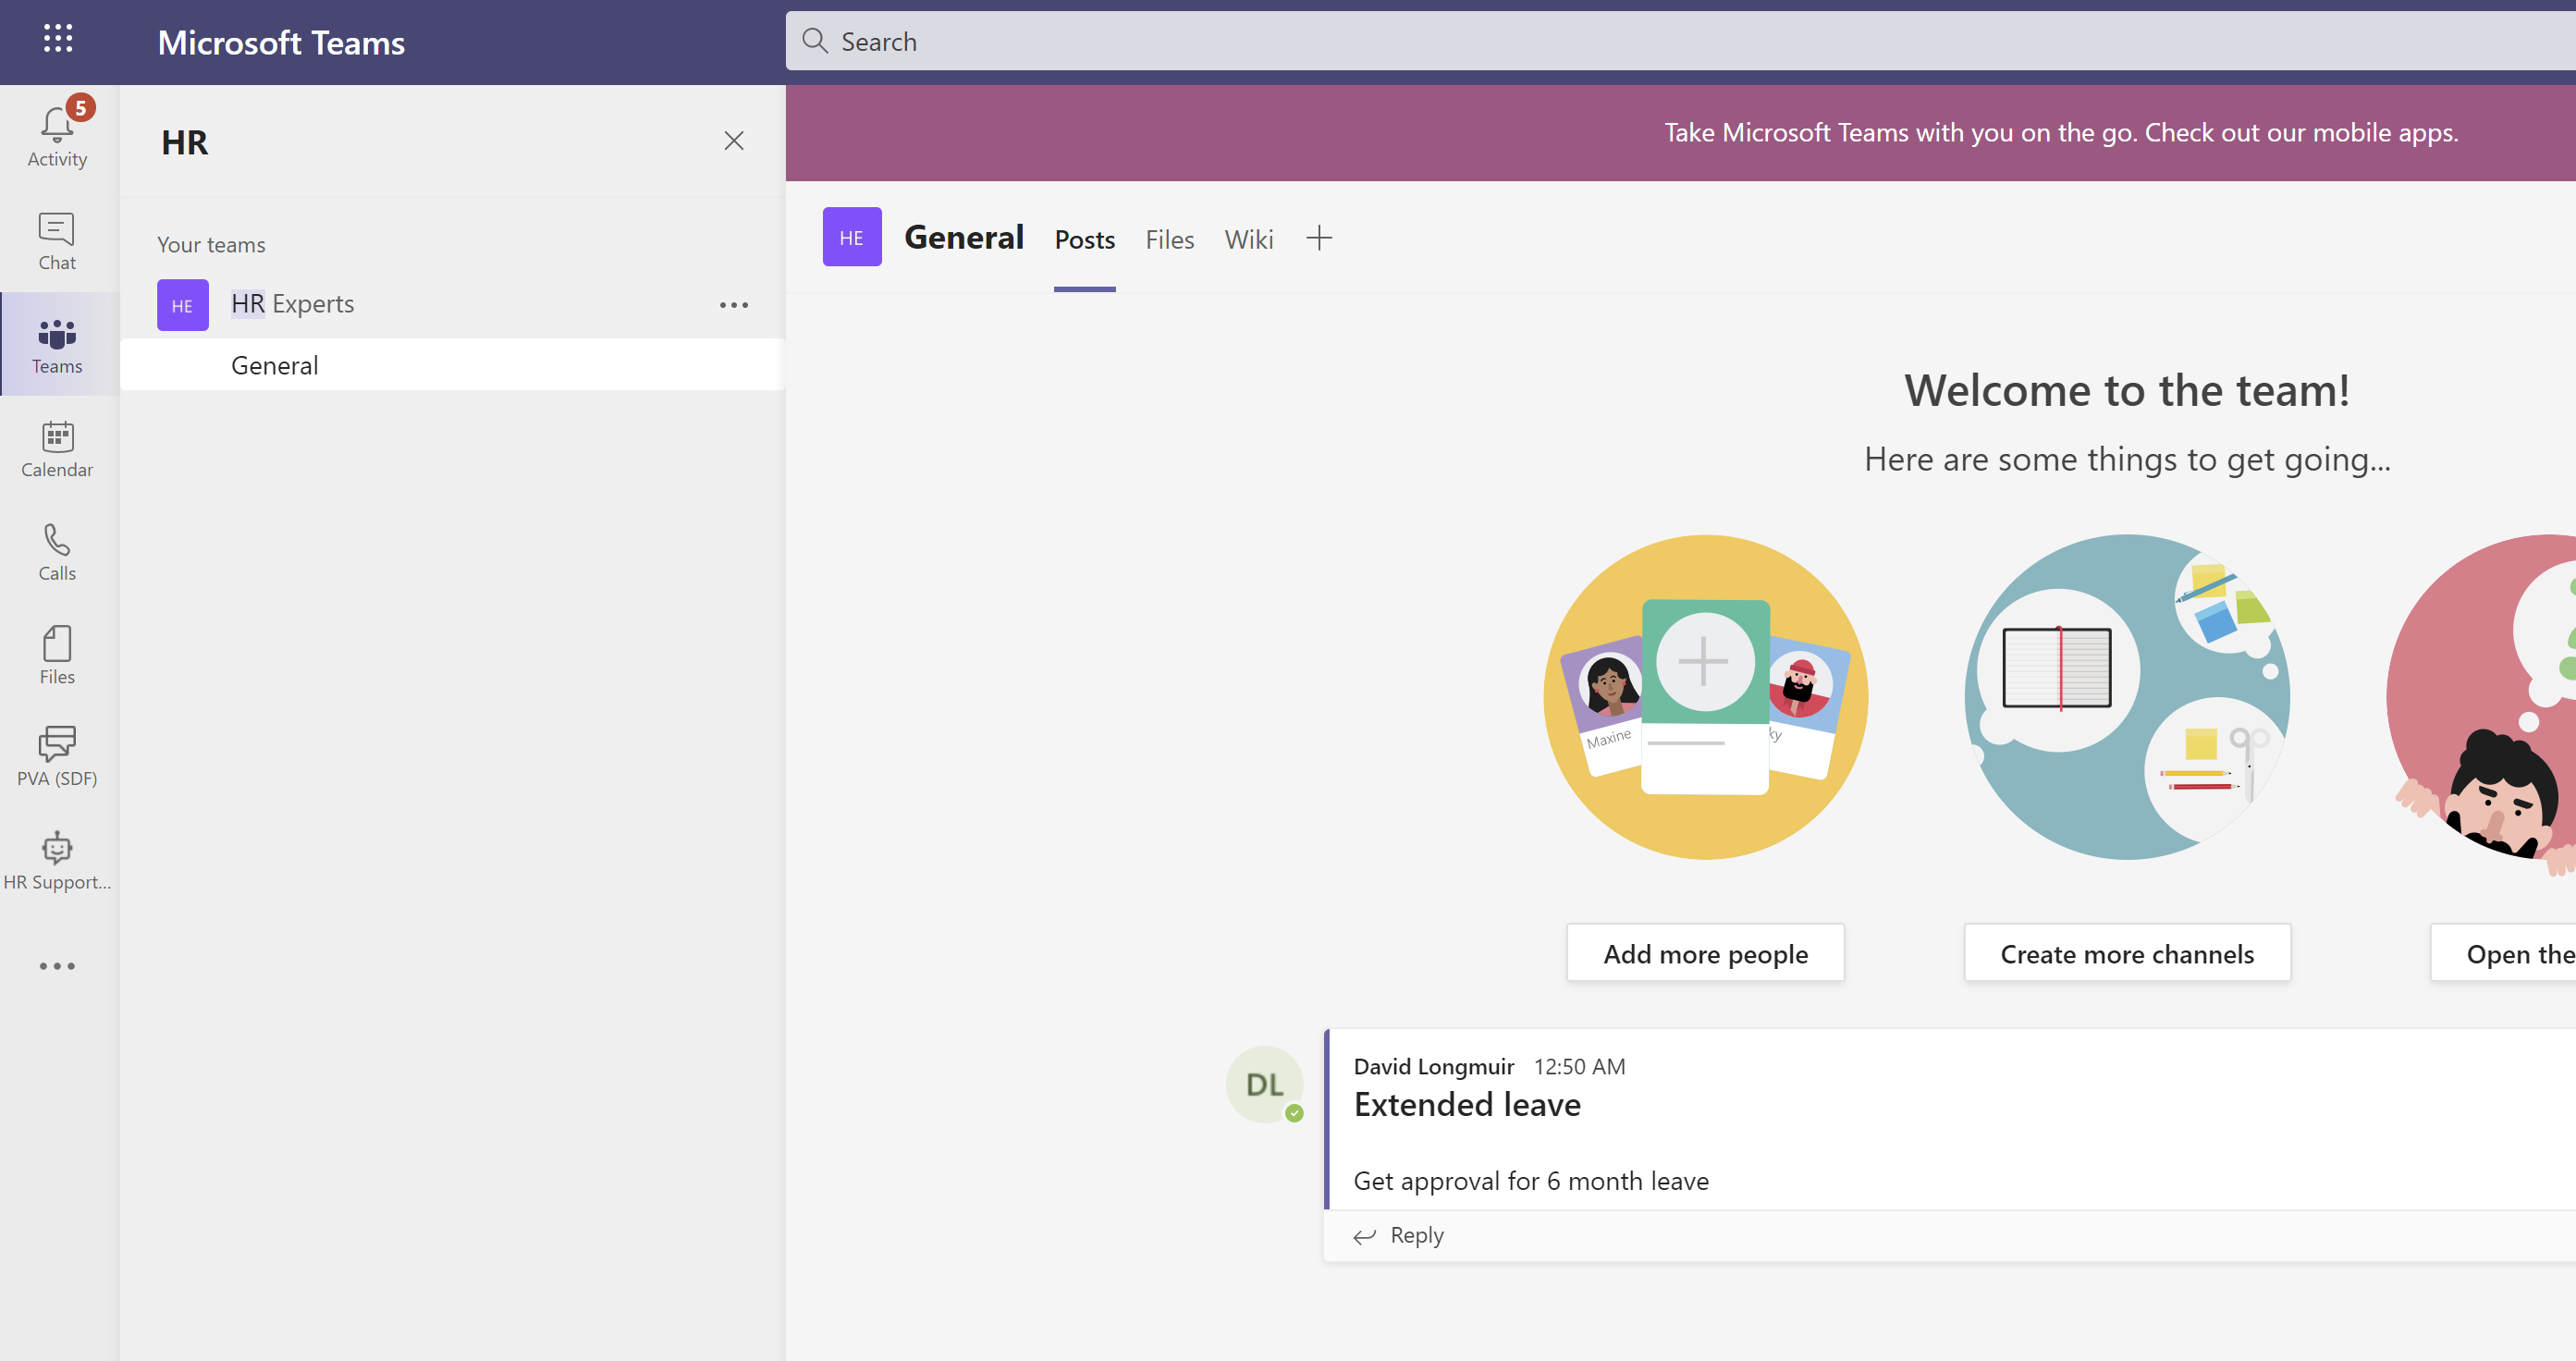 Microsoft Teams
Search
5
Activity
Chat
Teams
Calendar
Calls
Files
PVA (SDF)
HR Support...
HR
Your teams
HE
HR Experts
General
Take Microsoft Teams with you on the go. Check out our mobile apps.
HE
General
Posts
Files
Wiki
Welcome to the team!
Here are some things to get going...
Maxine
ky
Add more people
Create more channels
Open the
DL
David Longmuir 12:50 AM
Extended leave
Get approval for 6 month leave
Reply